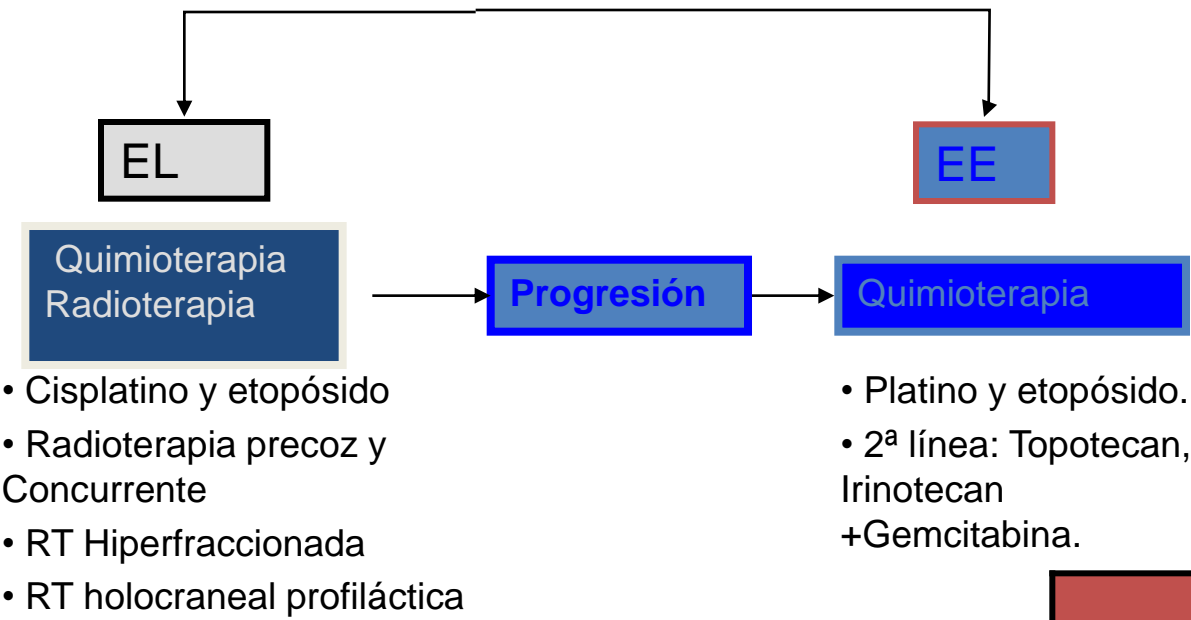 EL
EE
Quimioterapia
Radioterapia
Progresión
Quimioterapia
• Cisplatino y etopósido
• Radioterapia precoz y
Concurrente
• RT Hiperfraccionada
• RT holocraneal profiláctica
• Platino y etopósido.
• 2ª línea: Topotecan,
Irinotecan
+Gemcitabina.